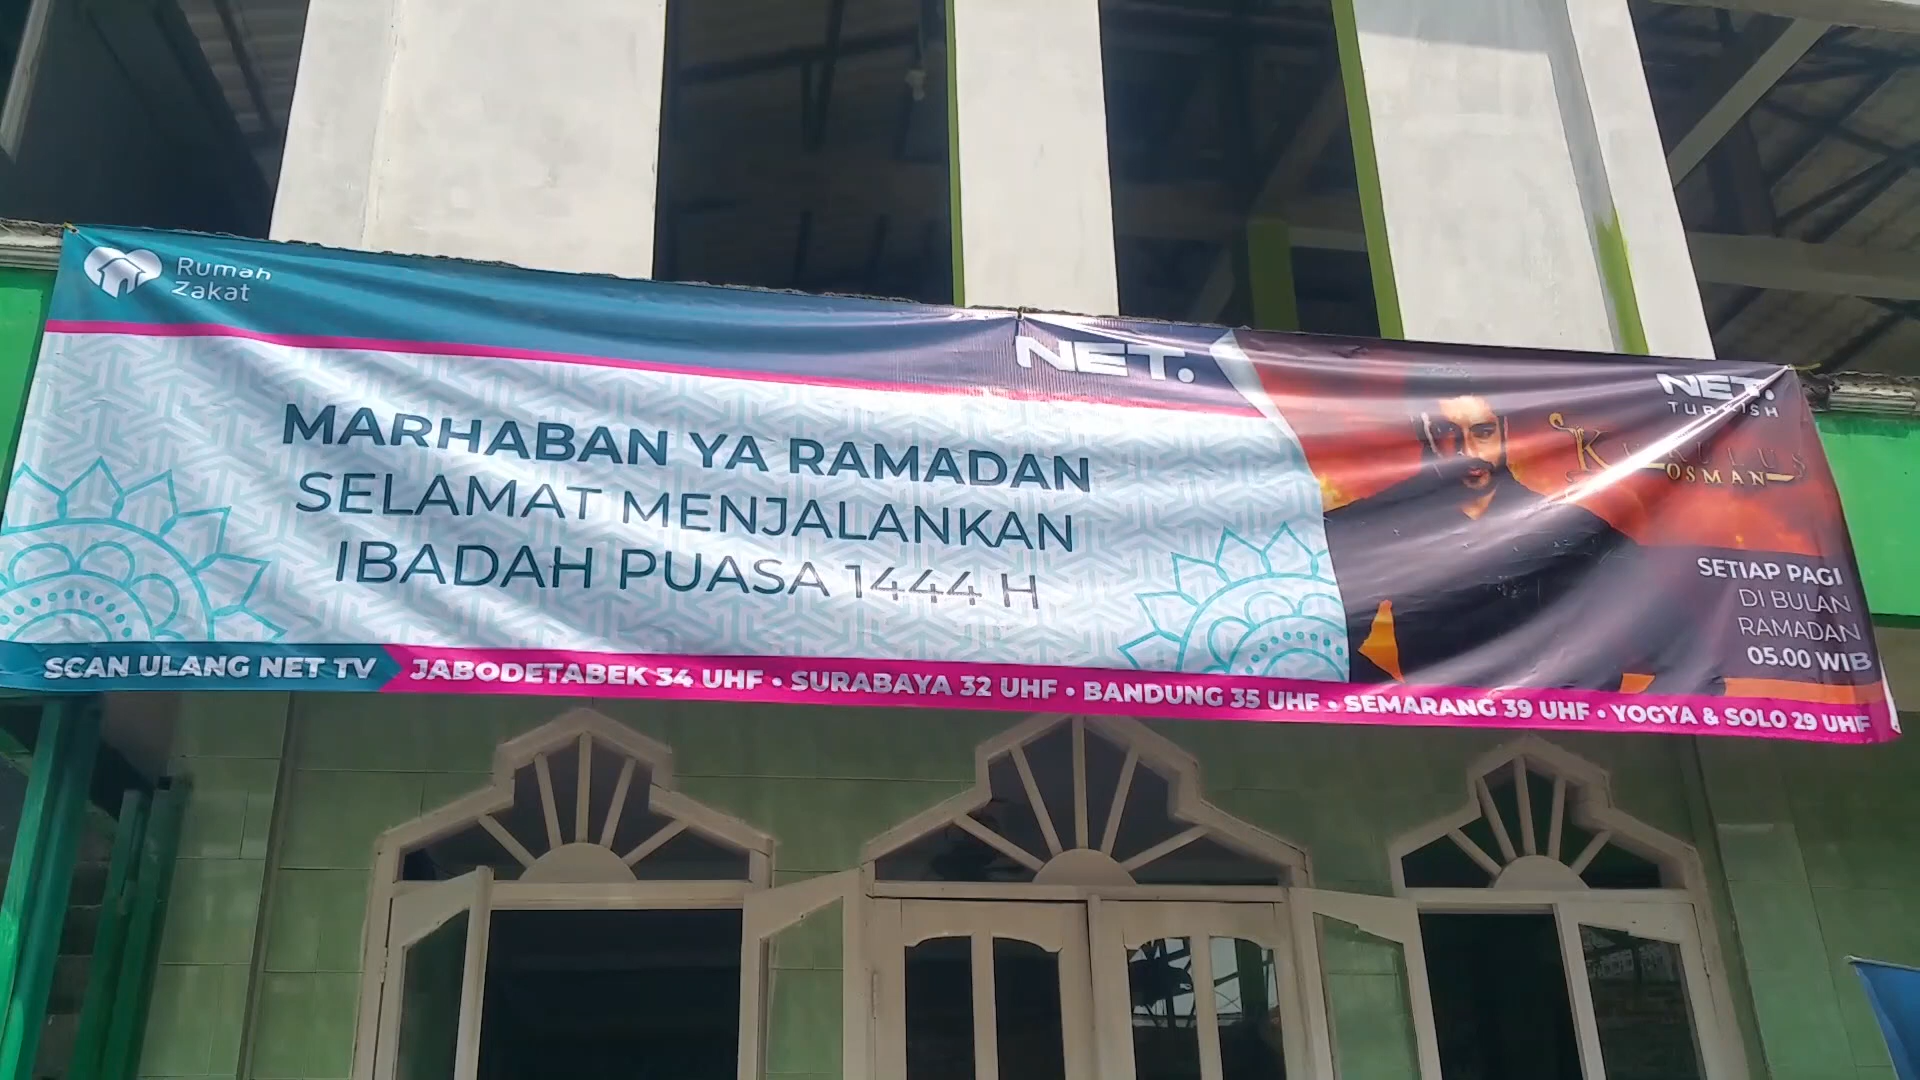 Rumah
Zakat
NET.
MARHABAN YA RAMADAN
SELAMAT MENJALANKAN
IBADAH PUASA 1444 H
NET.
TURKISH
KURULUŞ
OSMAN
SETIAP PAGI
DI BULAN
RAMADAN
05.00 WIB
SCAN ULANG NET TV
JABODETABEK 34 UHF • SURABAYA 32 UHF • BANDUNG 35 UHF • SEMARANG 39 UHF • YOGYA & SOLO 29 UHF